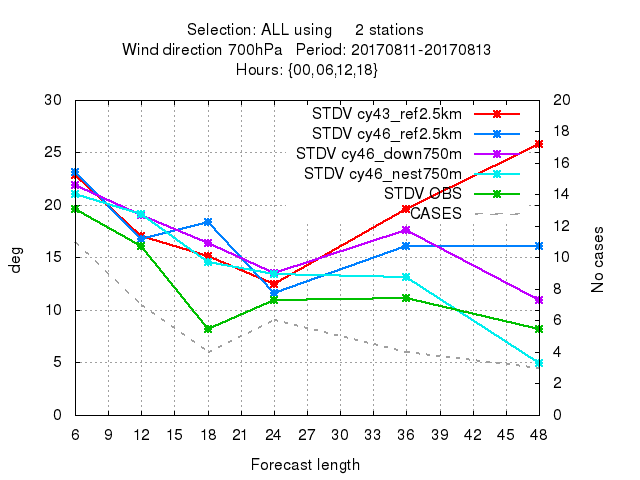 Selection: ALL using 2 stations
Wind direction 700hPa Period: 20170811-20170813
Hours: {00,06,12,18}
30 20
STDV cy43_ref2.5km
18
STDV cy46_ref2.5km
25
STDV cy46_down750m
16
STDV cy46_nest750m
20 14
STDV OBS
CASES
12
15 10
10 8
6
5 4
2
0 0
deg
No cases
6 9 12 15 18 21 24 27 30 33 36 39 42 45 48
Forecast length